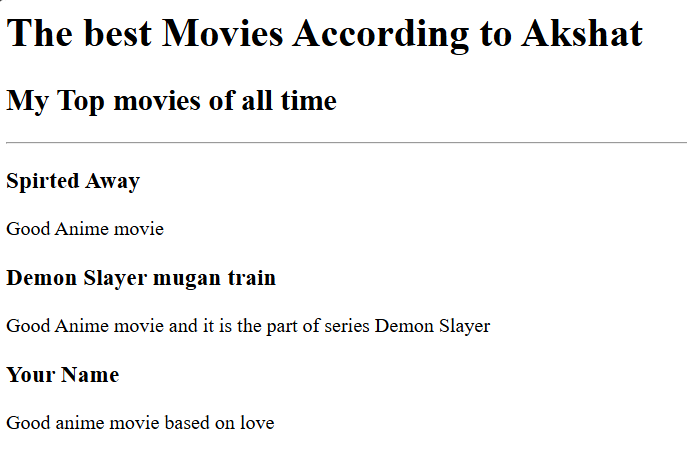 The best Movies According to Akshat
My Top movies of all time
Spirted Away
Good Anime movie
Demon Slayer mugan train
Good Anime movie and it is the part of series Demon Slayer
Your Name
Good anime movie based on love